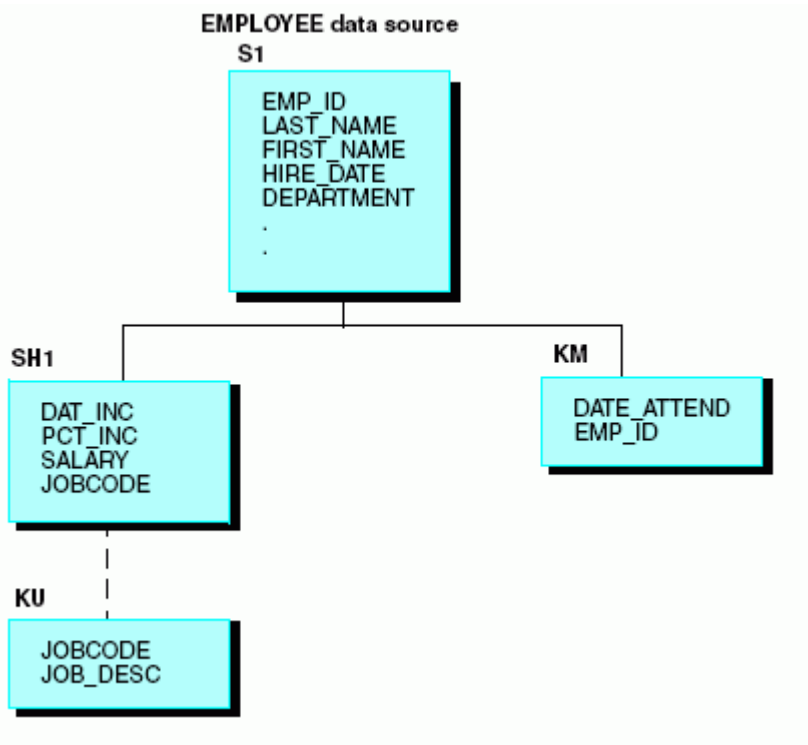 EMPLOYEE data source
S1
EMP_ID
LAST_NAME
FIRST_NAME
HIRE_DATE
DEPARTMENT
.
.
SH1
DAT_INC
PCT_INC
SALARY
JOBCODE
KM
DATE_ATTEND
EMP_ID
KU
JOBCODE
JOB_DESC